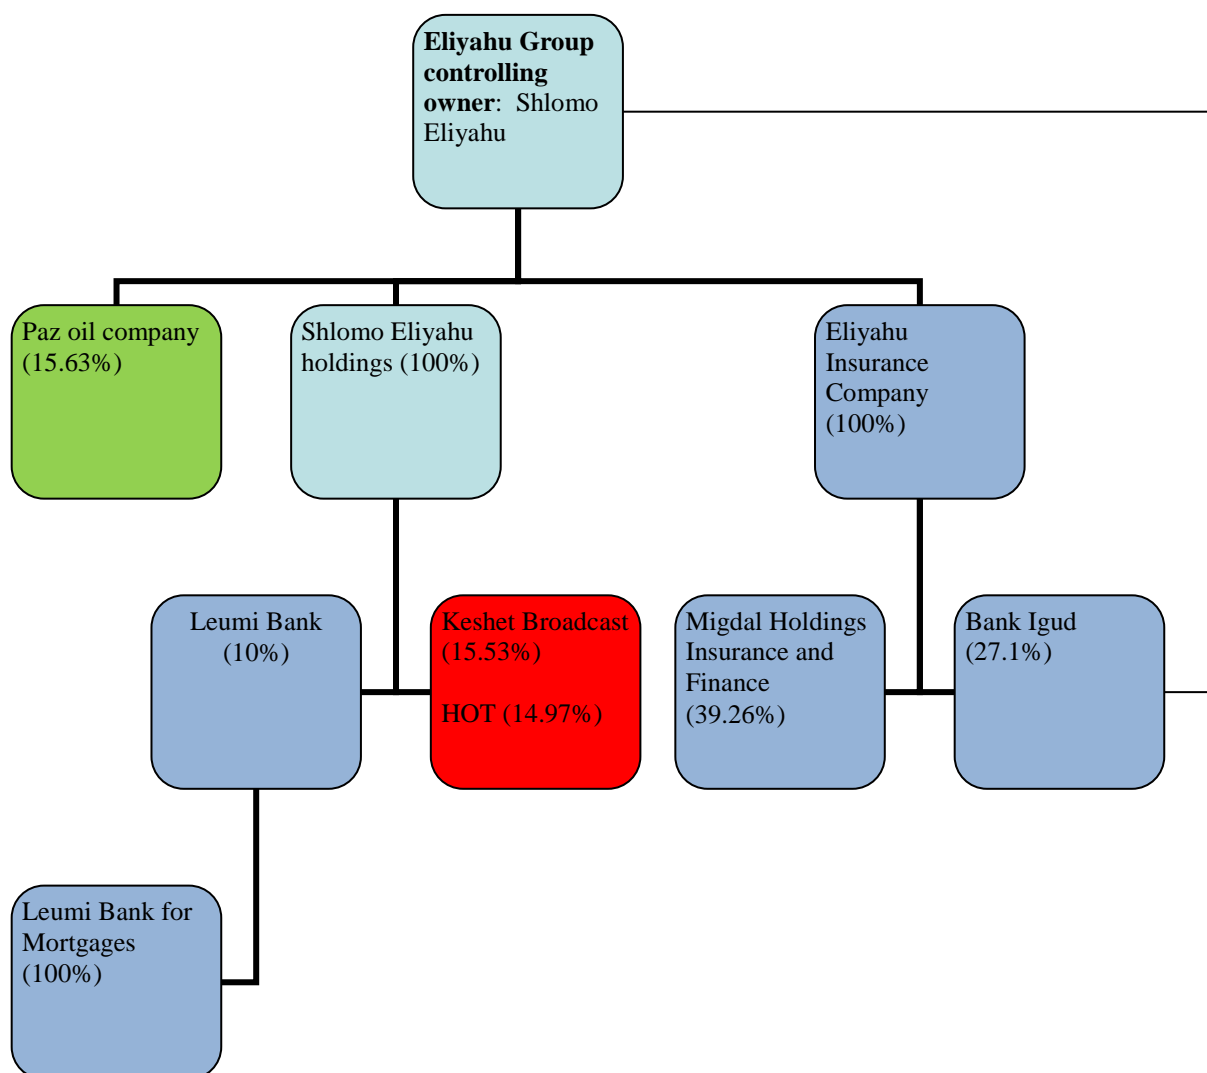 Eliyahu Group
controlling
owner:  Shlomo
Eliyahu
Paz oil company
(15.63%)
Shlomo Eliyahu
holdings (100%)
Eliyahu
Insurance
Company
(100%)
Leumi Bank
(10%)
Keshet Broadcast
(15.53%)
HOT (14.97%)
Migdal Holdings
Insurance and
Finance
(39.26%)
Bank Igud
(27.1%)
Leumi Bank for
Mortgages
(100%)